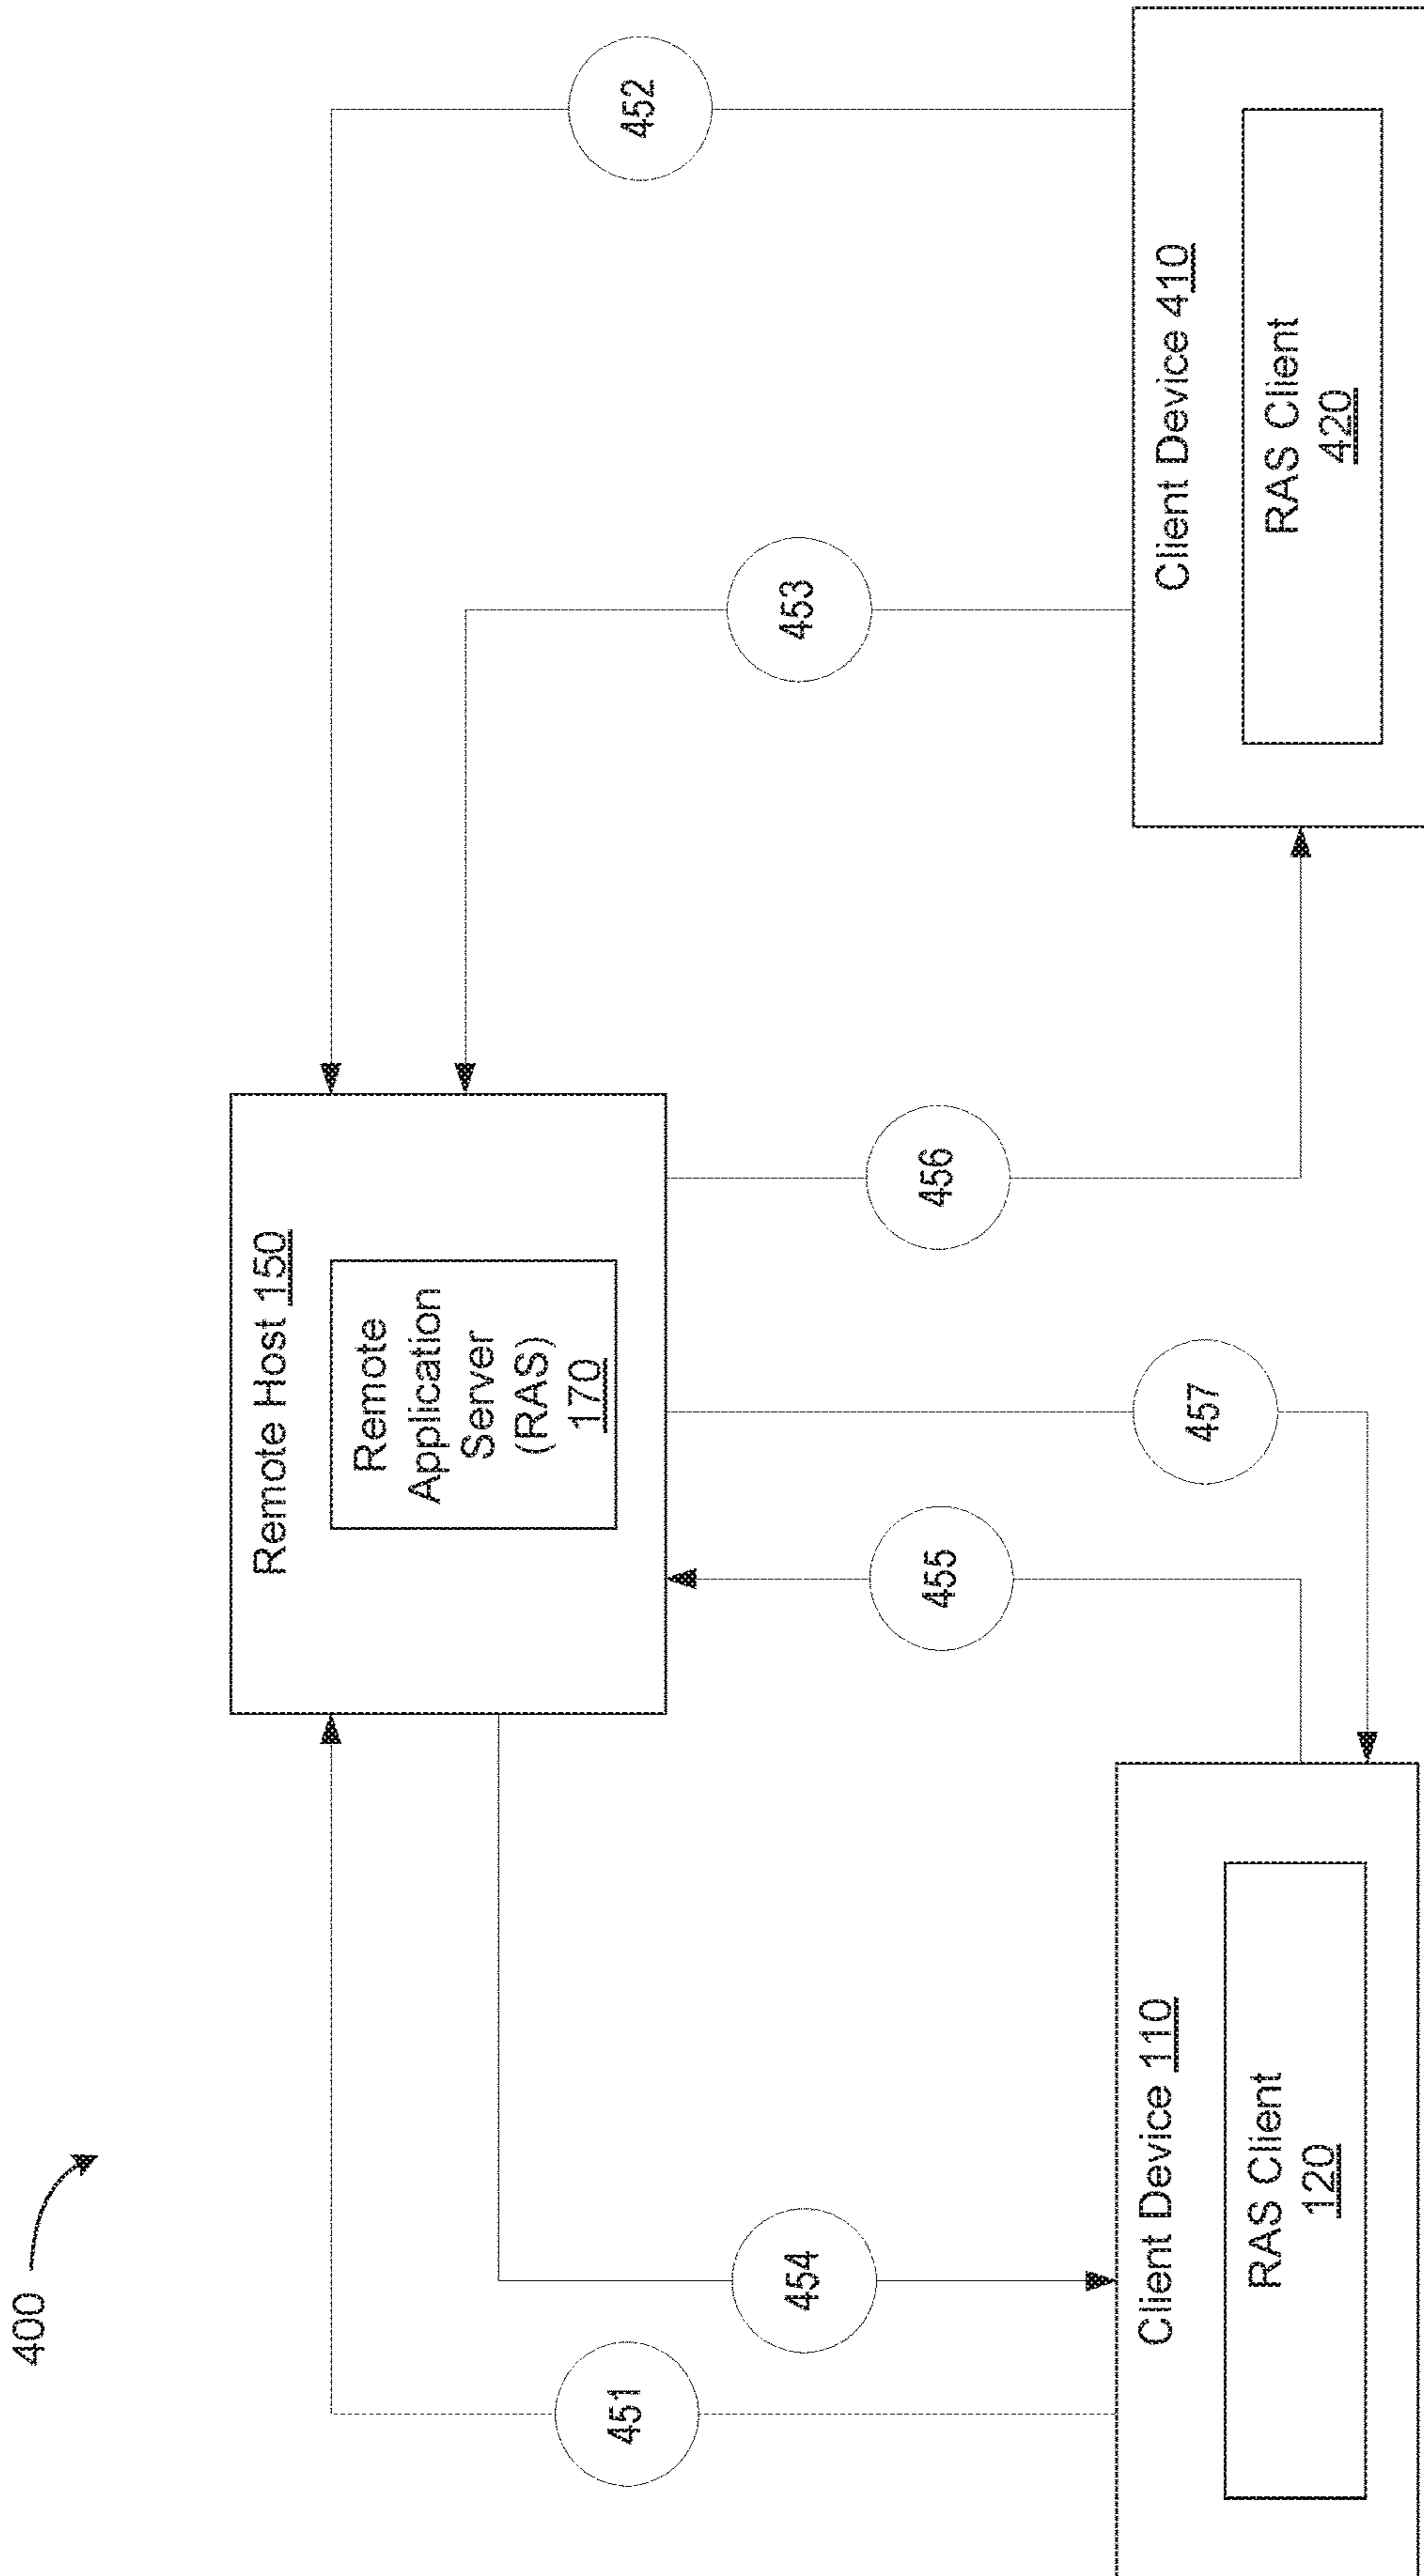 400
Remote Host 150
Remote
Application
Server
(RAS)
170
451
454
455
457
456
453
452
Client Device 110
RAS Client
120
Client Device 410
RAS Client
420